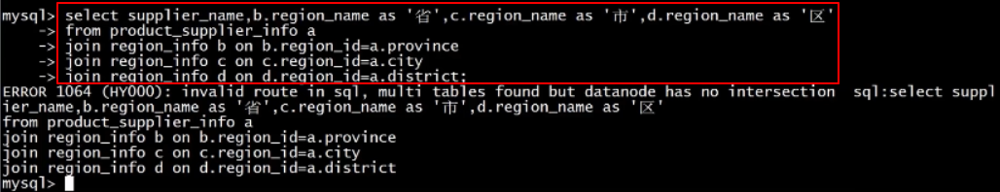 mysql> select supplier_name,b.region_name as '省',c.region_name as '市',d.region_name as '区'
    -> from product_supplier_info a
    -> join region_info b on b.region_id=a.province
    -> join region_info c on c.region_id=a.city
    -> join region_info d on d.region_id=a.district;
ERROR 1064 (HY000): invalid route in sql, multi tables found but datanode has no intersection  sql:select suppl
ier_name,b.region_name as '省',c.region_name as '市',d.region_name as '区'
from product_supplier_info a
join region_info b on b.region_id=a.province
join region_info c on c.region_id=a.city
join region_info d on d.region_id=a.district
mysql>